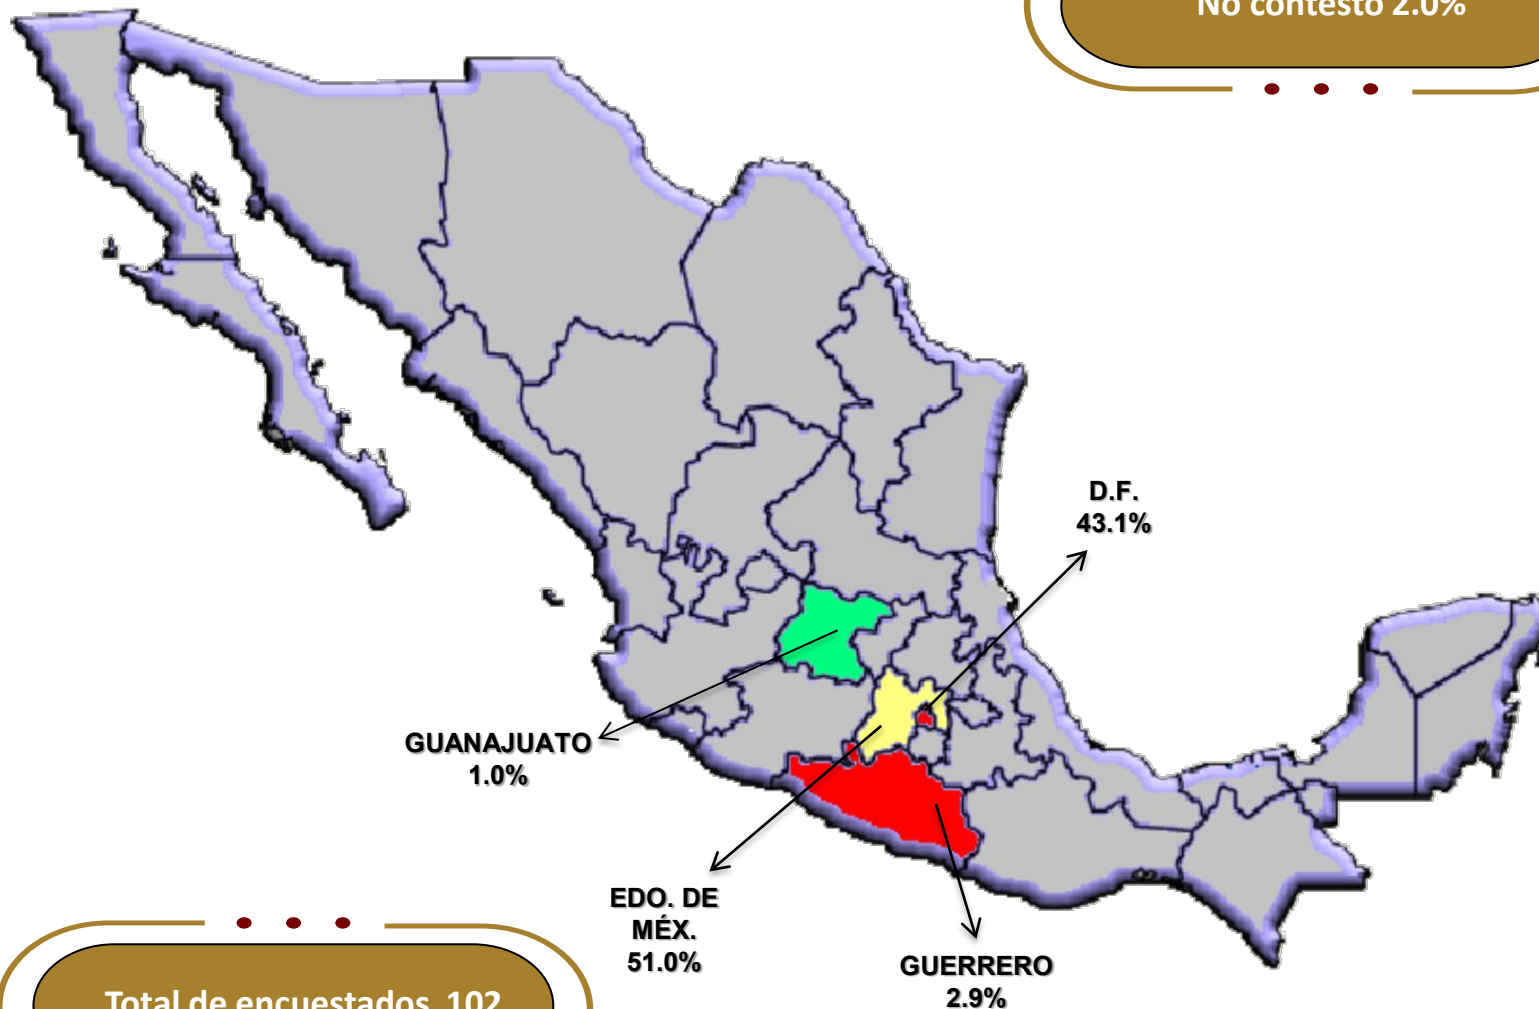 No contestó 2.0%
D.F.
43.1%
GUANAJUATO
1.0%
EDO. DE
MÉX.
51.0%
GUERRERO
2.9%
Total de encuestados 102